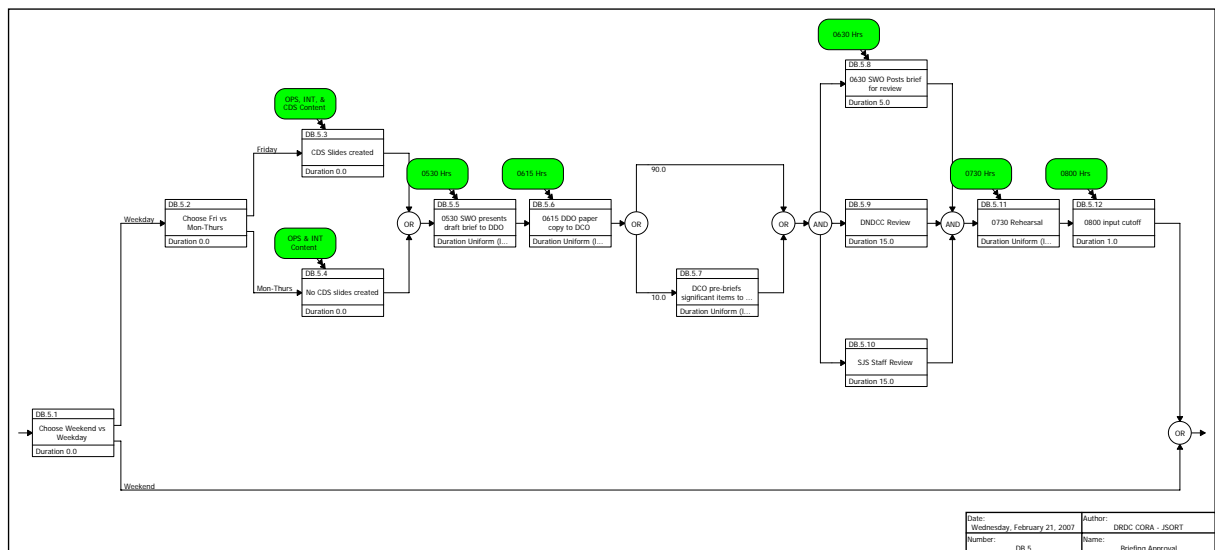 0630 Hrs
DB.5.8
0630 SWO Posts brief
for review
Duration 5.0
OPS, INT, &
CDS Content
DB.5.3
CDS Slides created
Duration 0.0
Friday
0530 Hrs
0615 Hrs
90.0
0730 Hrs
0800 Hrs
Weekday
DB.5.2
Choose Fri vs
Mon-Thurs
Duration 0.0
OR
DB.5.5
0530 SWO presents
draft brief to DDO
Duration Uniform (I...
DB.5.6
0615 DDO paper
copy to DCO
Duration Uniform (I...
OR
OR
AND
DB.5.9
DNDCC Review
Duration 15.0
AND
DB.5.11
0730 Rehearsal
Duration Uniform (I...
DB.5.12
0800 input cutoff
Duration 1.0
OPS & INT
Content
DB.5.4
No CDS slides created
Duration 0.0
Mon-Thurs
10.0
DB.5.7
DCO pre-briefs
significant items to ...
Duration Uniform (I...
DB.5.10
SJS Staff Review
Duration 15.0
DB.5.1
Choose Weekend vs
Weekday
Duration 0.0
OR
Weekend
Date:
Wednesday, February 21, 2007
Author:
DRDC CORA - JSORT
Number:
DB.5
Name:
Briefing Approval